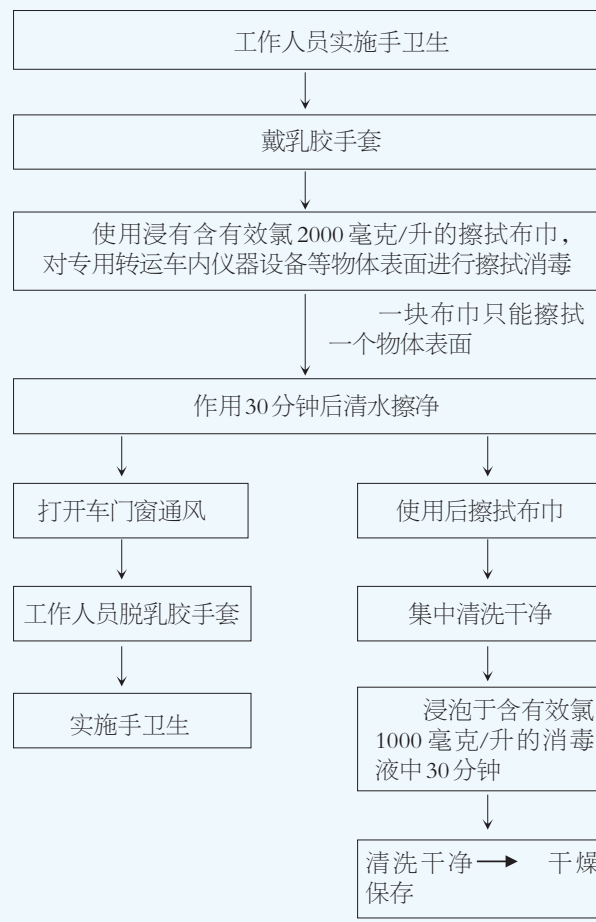 工作人员实施手卫生
戴乳胶手套
使用浸有含有效氯2000毫克/升的擦拭布巾，
对专用转运车内仪器设备等物体表面进行擦拭消毒
一块布巾只能擦拭
一个物体表面
作用30分钟后清水擦净
打开车门窗通风
工作人员脱乳胶手套
实施手卫生
使用后擦拭布巾
集中清洗干净
浸泡于含有效氯
1000毫克/升的消毒
液中30分钟
清洗干净→ 干燥
保存